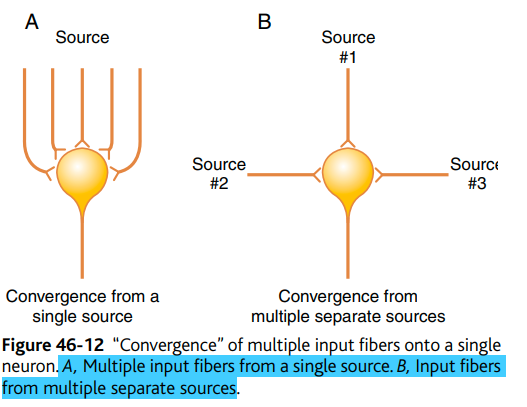 A
Source
B
Source
#1
Source
#2
Sourc
#3
Convergence from a
single source
Convergence from
multiple separate sources
Figure 46-12 “Convergence” of multiple input fibers onto a single
neuron. A, Multiple input fibers from a single source. B, Input fibers
from multiple separate sources.